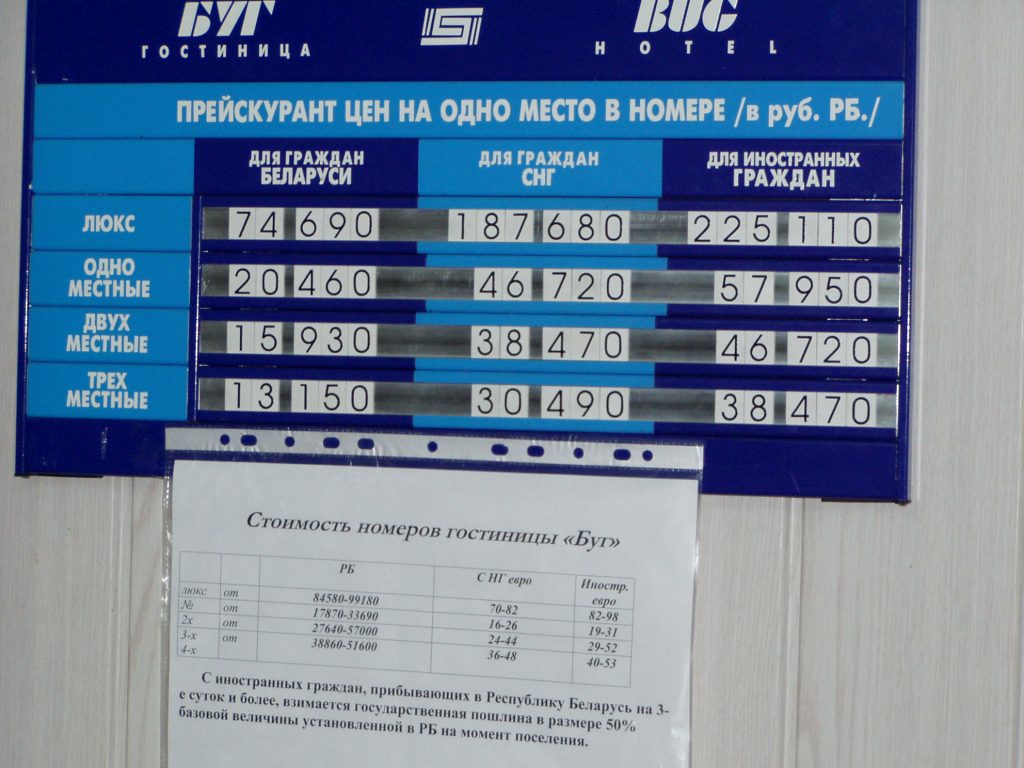 БУГ BUG
ГОСТИНИЦА HOTEL
ПРЕЙСКУРАНТ ЦЕН НА ОДНО МЕСТО В НОМЕРЕ /в руб. РБ./
ДЛЯ ГРАЖДАН БЕЛАРУСИ ДЛЯ ГРАЖДАН СНГ ДЛЯ ИНОСТРАННЫХ ГРАЖДАН
ЛЮКС 74 690 187 680 225 110
ОДНО МЕСТНЫЕ 20 460 46 720 57 950
ДВУХ МЕСТНЫЕ 15 930 38 470 46 720
ТРЕХ МЕСТНЫЕ 13 150 30 490 38 470
Стоимость номеров гостиницы «Буг»
РБ С НГ евро Иностр. евро
люкс от 84580-99180 70-82 82-98
№ от 17870-33690 16-26 19-31
2х от 27640-57000 24-44 29-52
3-х от 38860-51600 36-48 40-53
4-х
С иностранных граждан, прибывающих в Республику Беларусь на 3-
е суток и более, взимается государственная пошлина в размере 50%
базовой величины установленной в РБ на момент поселения.